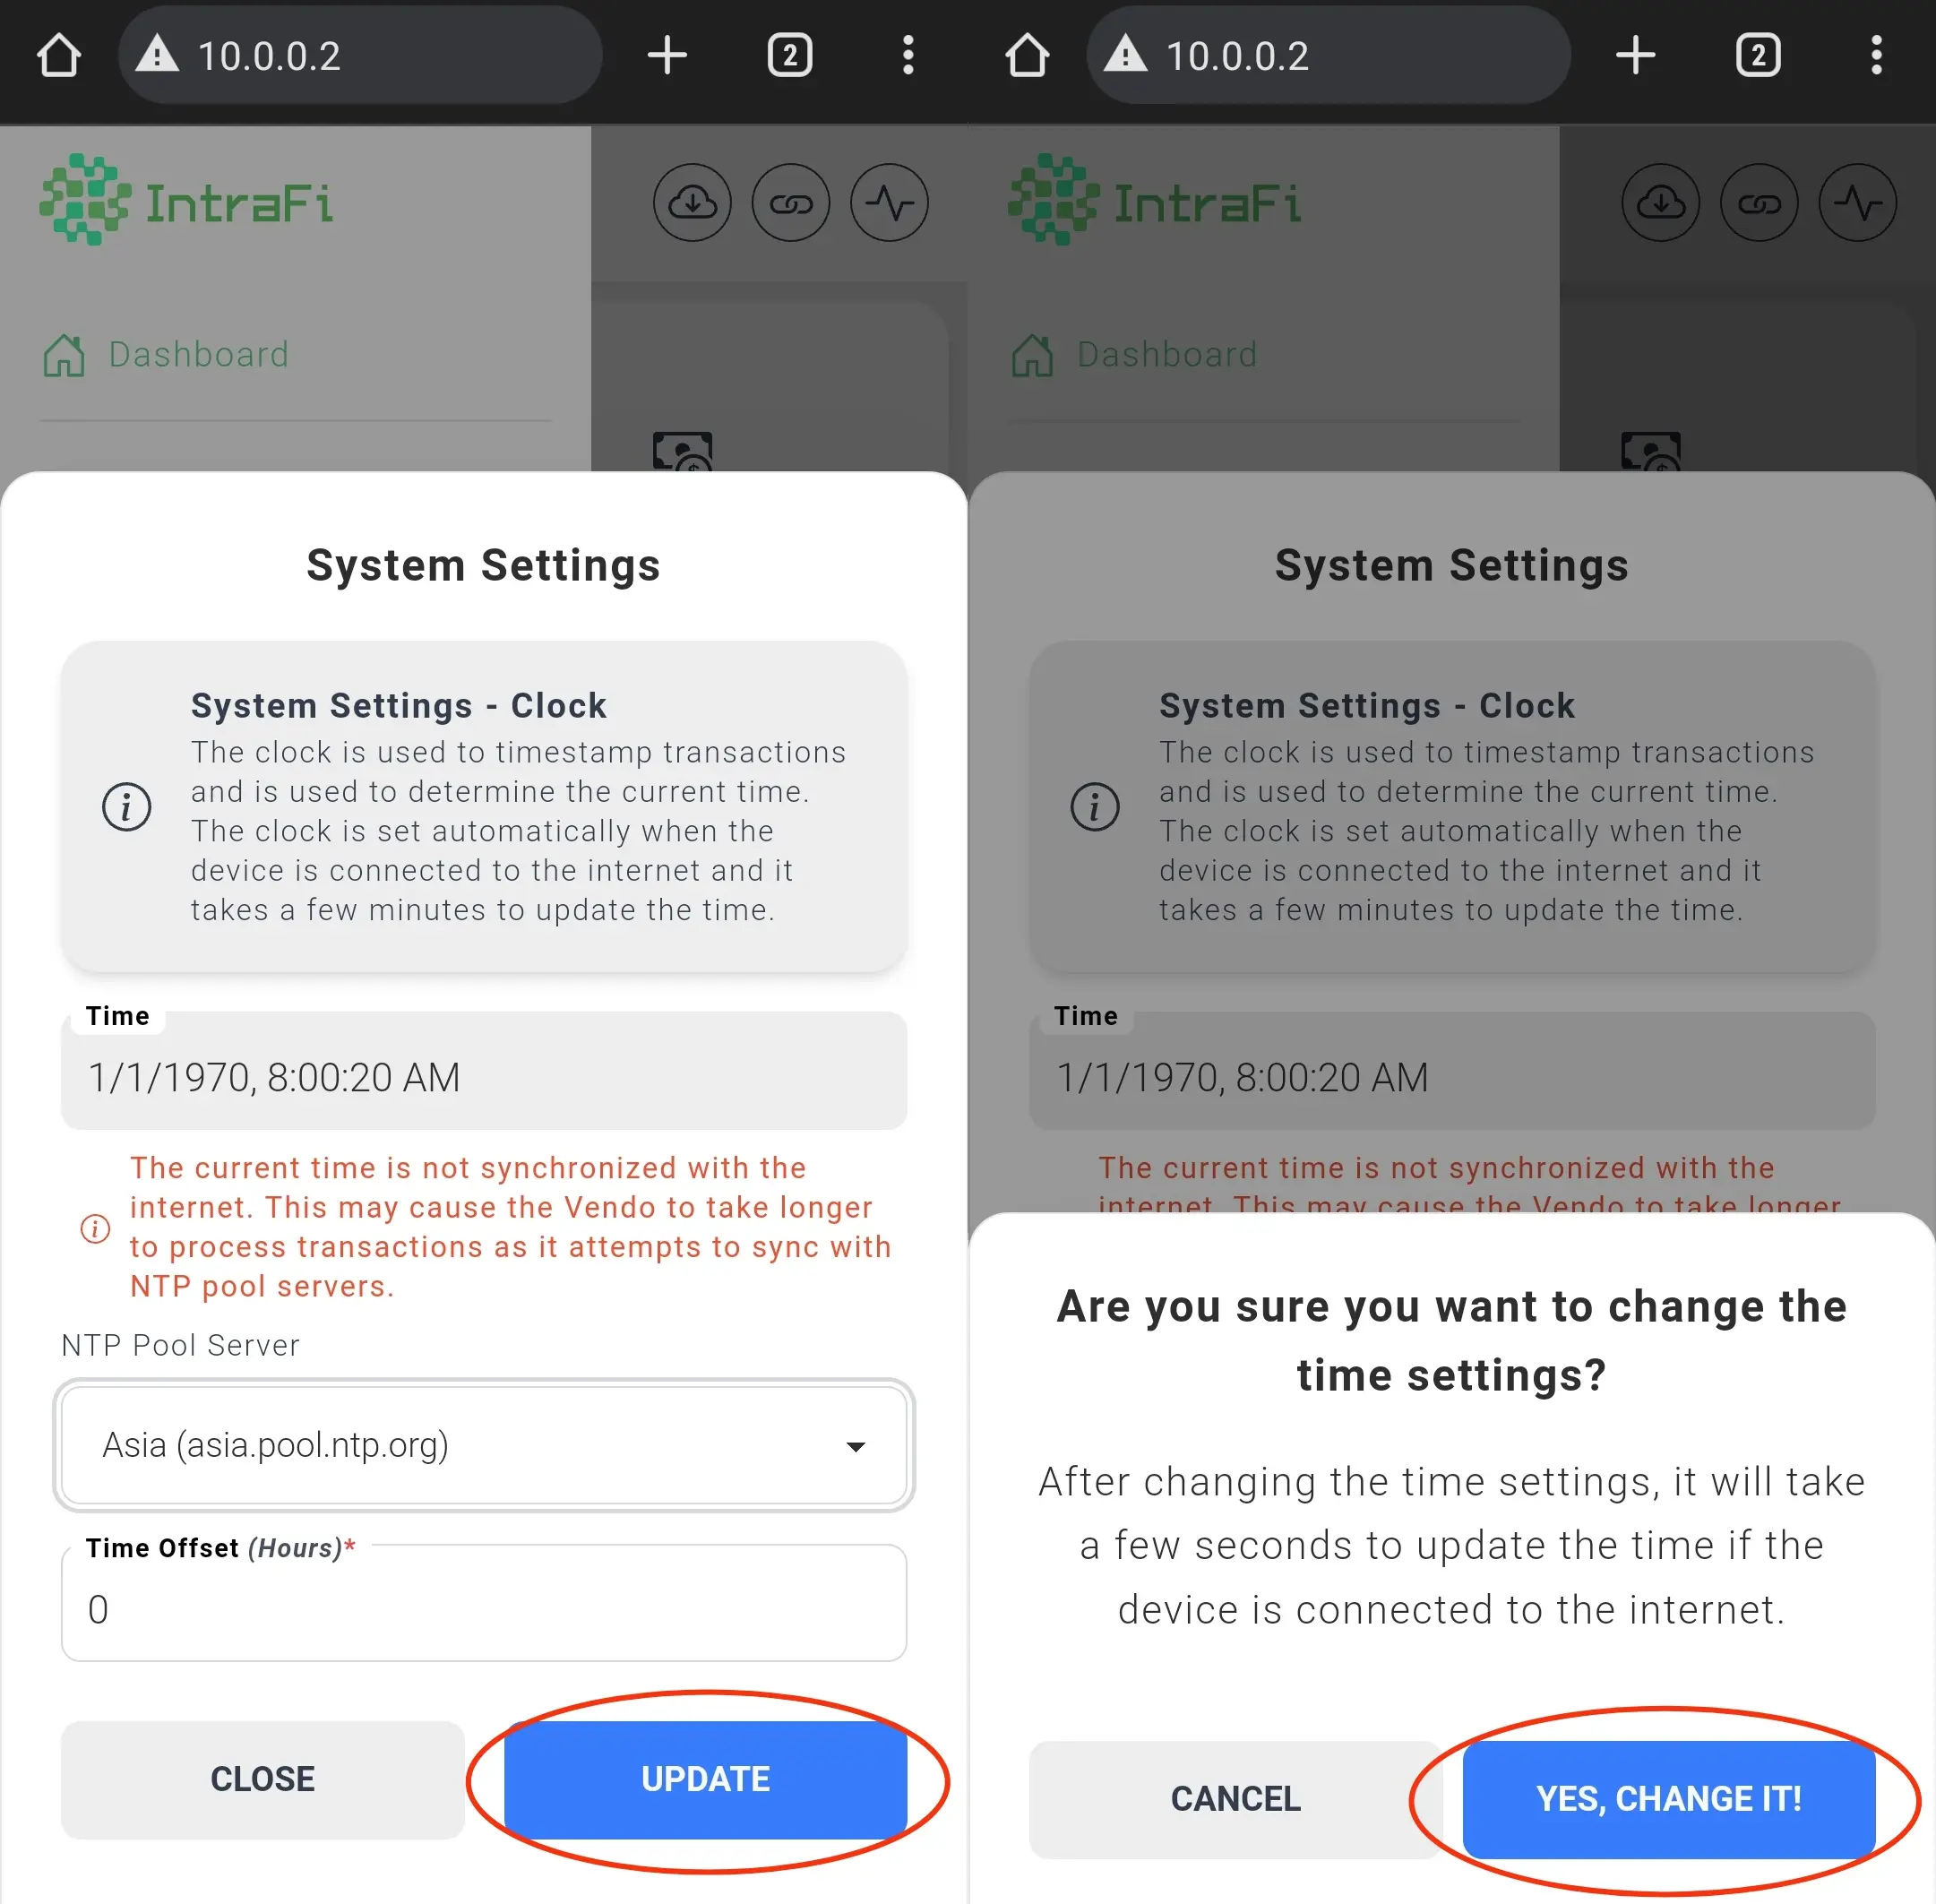 10.0.0.2
2
IntraFi
Dashboard
System Settings
System Settings - Clock
The clock is used to timestamp transactions
and is used to determine the current time.
The clock is set automatically when the
device is connected to the internet and it
takes a few minutes to update the time.
Time
1/1/1970, 8:00:20 AM
The current time is not synchronized with the
internet. This may cause the Vendo to take longer
to process transactions as it attempts to sync with
NTP pool servers.
NTP Pool Server
Asia (asia.pool.ntp.org)
Time Offset (Hours)*
0
CLOSE
UPDATE
10.0.0.2
2
IntraFi
Dashboard
System Settings
System Settings - Clock
The clock is used to timestamp transactions
and is used to determine the current time.
The clock is set automatically when the
device is connected to the internet and it
takes a few minutes to update the time.
Time
1/1/1970, 8:00:20 AM
The current time is not synchronized with the
internet. This may cause the Vendo to take longer
Are you sure you want to change the
time settings?
After changing the time settings, it will take
a few seconds to update the time if the
device is connected to the internet.
CANCEL
YES, CHANGE IT!